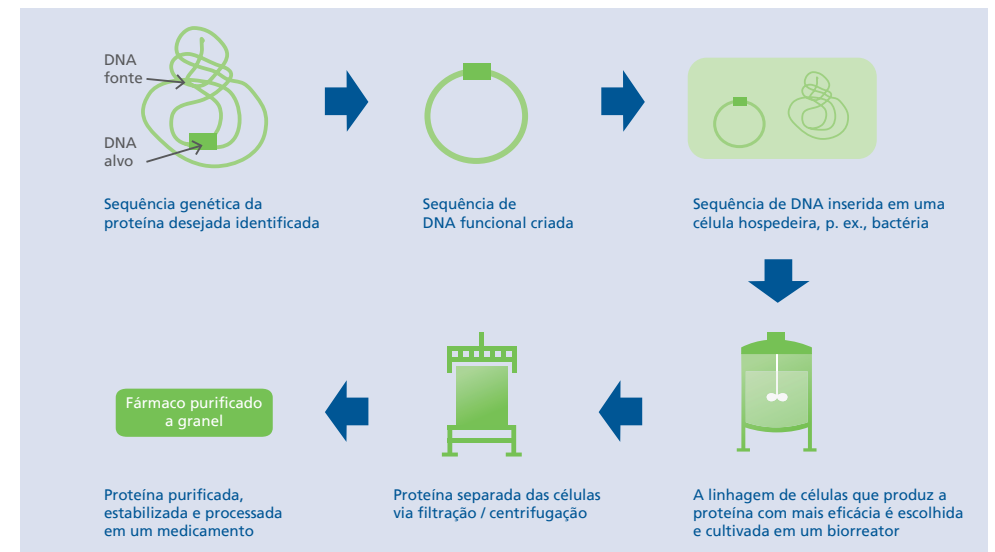 DNA
fonte
DNA
alvo
Sequência genética da
proteína desejada identificada
Sequência de
DNA funcional criada
Sequência de DNA inserida em uma
célula hospedeira, p. ex., bactéria
Fármaco purificado
a granel
Proteína purificada,
estabilizada e processada
em um medicamento
Proteína separada das células
via filtração / centrifugação
A linhagem de células que produz a
proteína com mais eficácia é escolhida
e cultivada em um biorreator